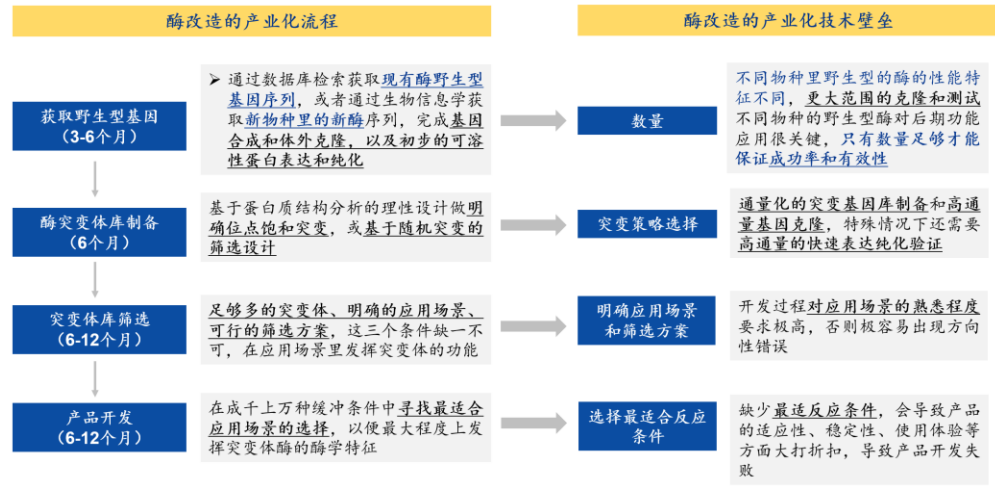 酶改造的产业化流程
酶改造的产业化技术壁垒
获取野生型基因
（3-6个月）
➢ 通过数据库检索获取现有酶野生型
基因序列，或者通过生物信息学获
取新物种里的新酶序列，完成基因
合成和体外克隆，以及初步的可溶
性蛋白表达和纯化
数量
不同物种里野生型的酶的性能特
征不同，更大范围的克隆和测试
不同物种的野生型酶对后期功能
应用很关键，只有数量足够才能
保证成功率和有效性
酶突变体库制备
（6个月）
基于蛋白质结构分析的理性设计做明
确位点饱和突变，或基于随机突变的
筛选设计
突变策略选择
通量化的突变基因库制备和高通
量基因克隆，特殊情况下还需要
高通量的快速表达纯化验证
突变体库筛选
（6-12个月）
足够多的突变体、明确的应用场景、
可行的筛选方案，这三个条件缺一不
可，在应用场景里发挥突变体的功能
明确应用场景
和筛选方案
开发过程对应用场景的熟悉程度
要求极高，否则极容易出现方向
性错误
产品开发
（6-12个月）
在成千上万种缓冲条件中寻找最适合
应用场景的选择，以便最大程度上发
挥突变体酶的酶学特征
选择最适合反应
条件
缺少最适反应条件，会导致产品
的适应性、稳定性、使用体验等
方面大打折扣，导致产品开发失
败